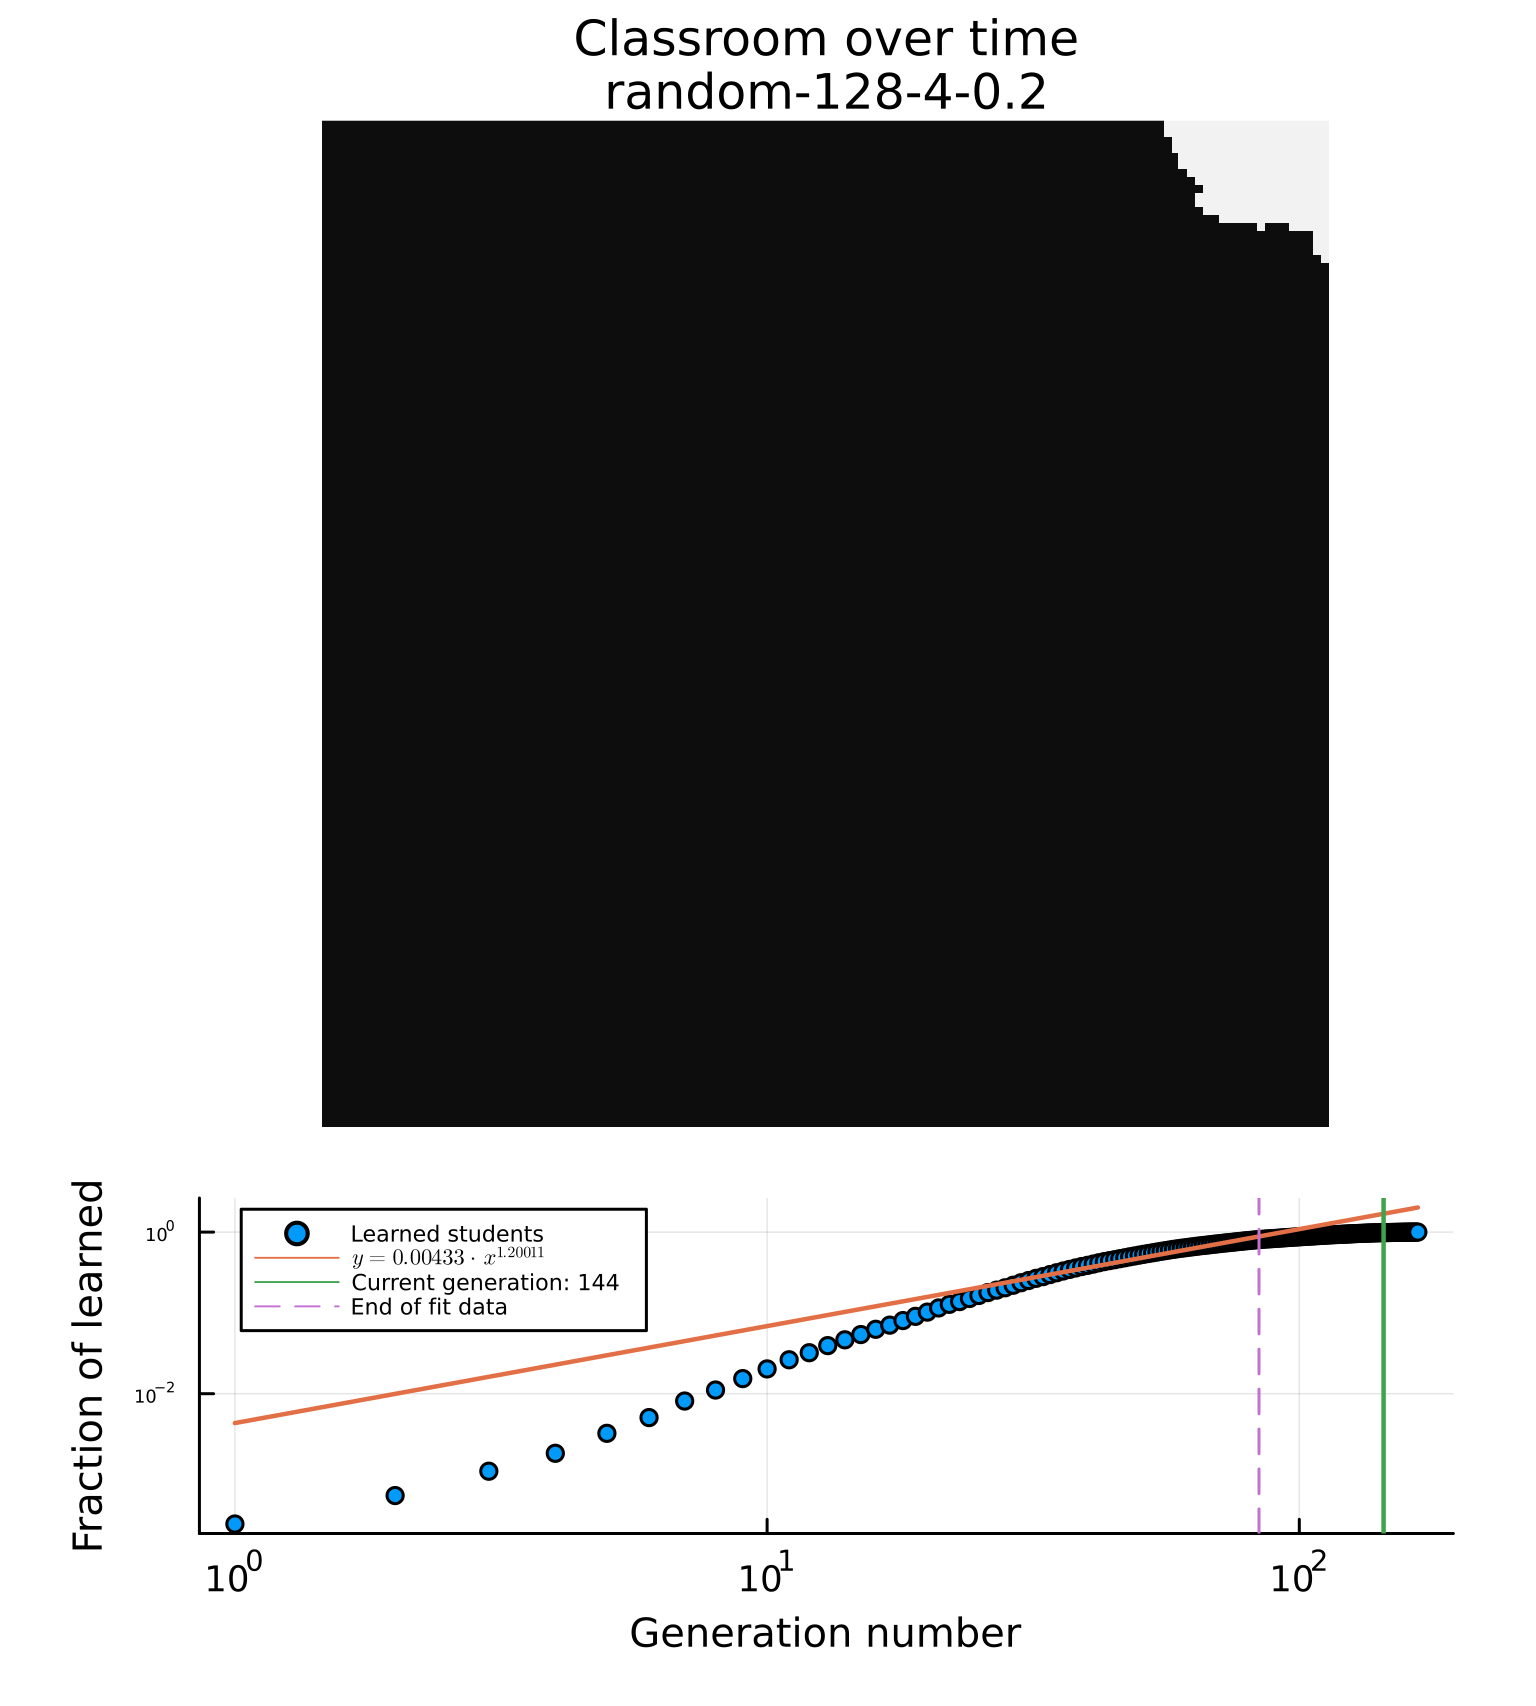 Classroom over time
random-128-4-0.2
Fraction of learned
10^0
10^-2
Learned students
y = 0.00433 · x^1.20011
Current generation: 144
End of fit data
10^0 10^1 10^2
Generation number